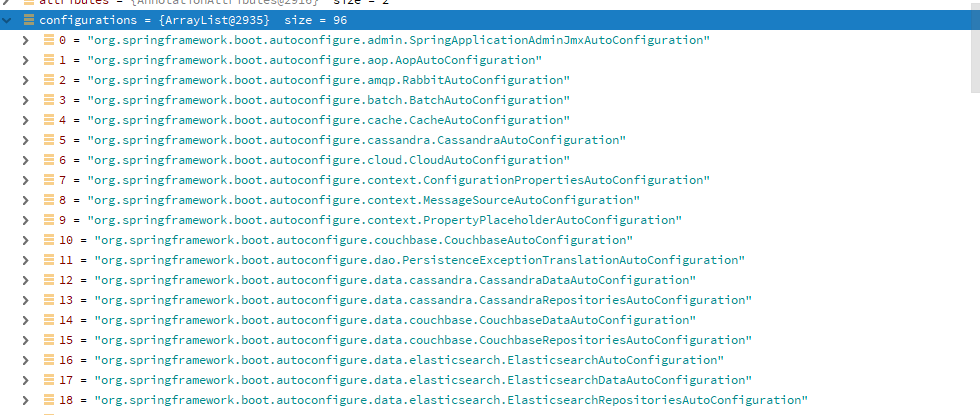 attributes = {AnnotationAttributes@2916} size = 2
configurations = {ArrayList@2935} size = 96
0 = "org.springframework.boot.autoconfigure.admin.SpringApplicationAdminJmxAutoConfiguration"
1 = "org.springframework.boot.autoconfigure.aop.AopAutoConfiguration"
2 = "org.springframework.boot.autoconfigure.amqp.RabbitAutoConfiguration"
3 = "org.springframework.boot.autoconfigure.batch.BatchAutoConfiguration"
4 = "org.springframework.boot.autoconfigure.cache.CacheAutoConfiguration"
5 = "org.springframework.boot.autoconfigure.cassandra.CassandraAutoConfiguration"
6 = "org.springframework.boot.autoconfigure.cloud.CloudAutoConfiguration"
7 = "org.springframework.boot.autoconfigure.context.ConfigurationPropertiesAutoConfiguration"
8 = "org.springframework.boot.autoconfigure.context.MessageSourceAutoConfiguration"
9 = "org.springframework.boot.autoconfigure.context.PropertyPlaceholderAutoConfiguration"
10 = "org.springframework.boot.autoconfigure.couchbase.CouchbaseAutoConfiguration"
11 = "org.springframework.boot.autoconfigure.dao.PersistenceExceptionTranslationAutoConfiguration"
12 = "org.springframework.boot.autoconfigure.data.cassandra.CassandraDataAutoConfiguration"
13 = "org.springframework.boot.autoconfigure.data.cassandra.CassandraRepositoriesAutoConfiguration"
14 = "org.springframework.boot.autoconfigure.data.couchbase.CouchbaseDataAutoConfiguration"
15 = "org.springframework.boot.autoconfigure.data.couchbase.CouchbaseRepositoriesAutoConfiguration"
16 = "org.springframework.boot.autoconfigure.data.elasticsearch.ElasticsearchAutoConfiguration"
17 = "org.springframework.boot.autoconfigure.data.elasticsearch.ElasticsearchDataAutoConfiguration"
18 = "org.springframework.boot.autoconfigure.data.elasticsearch.ElasticsearchRepositoriesAutoConfiguration"